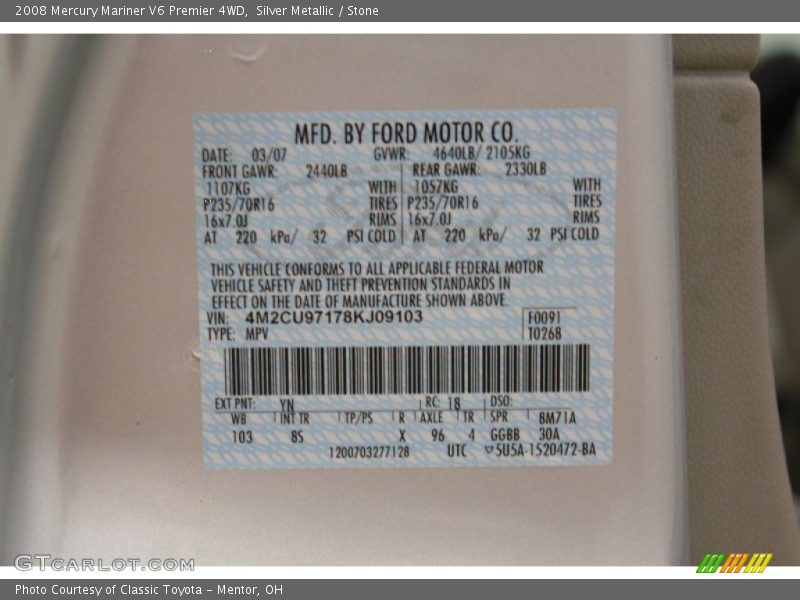 2008 Mercury Mariner V6 Premier 4WD, Silver Metallic / Stone
MFD. BY FORD MOTOR CO.
DATE: 03/07 GVWR: 4640LB/ 2105KG
FRONT GAWR: 2440LB REAR GAWR: 2330LB
1107KG WITH 1057KG WITH
P235/70R16 TIRES P235/70R16 TIRES
16x7.0J RIMS 16x7.0J RIMS
AT 220 kPa/ 32 PSI COLD AT 220 kPa/ 32 PSI COLD
THIS VEHICLE CONFORMS TO ALL APPLICABLE FEDERAL MOTOR
VEHICLE SAFETY AND THEFT PREVENTION STANDARDS IN
EFFECT ON THE DATE OF MANUFACTURE SHOWN ABOVE.
VIN: 4M2CU97178KJ09103 F0091
TYPE: MPV T0268
EXT PNT: YN RC: 18 DSO:
WB INT TR TP/PS R AXLE TR SPR BM71A
103 8S X 96 4 GGBB 30A
1200703277128 UTC ▽5U5A-1520472-BA
GTCARLOT.COM
Photo Courtesy of Classic Toyota - Mentor, OH